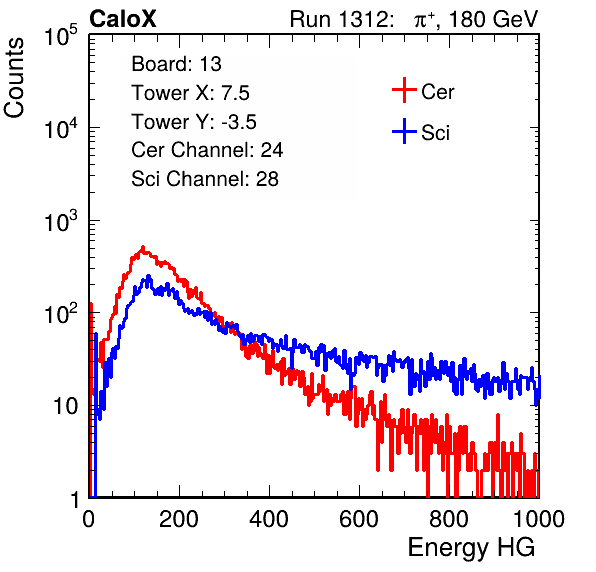 CaloX Run 1312: π⁺, 180 GeV
Counts
10⁵
10⁴
10³
10²
10
1
Board: 13
Tower X: 7.5
Tower Y: -3.5
Cer Channel: 24
Sci Channel: 28
Cer
Sci
0 200 400 600 800 1000
Energy HG